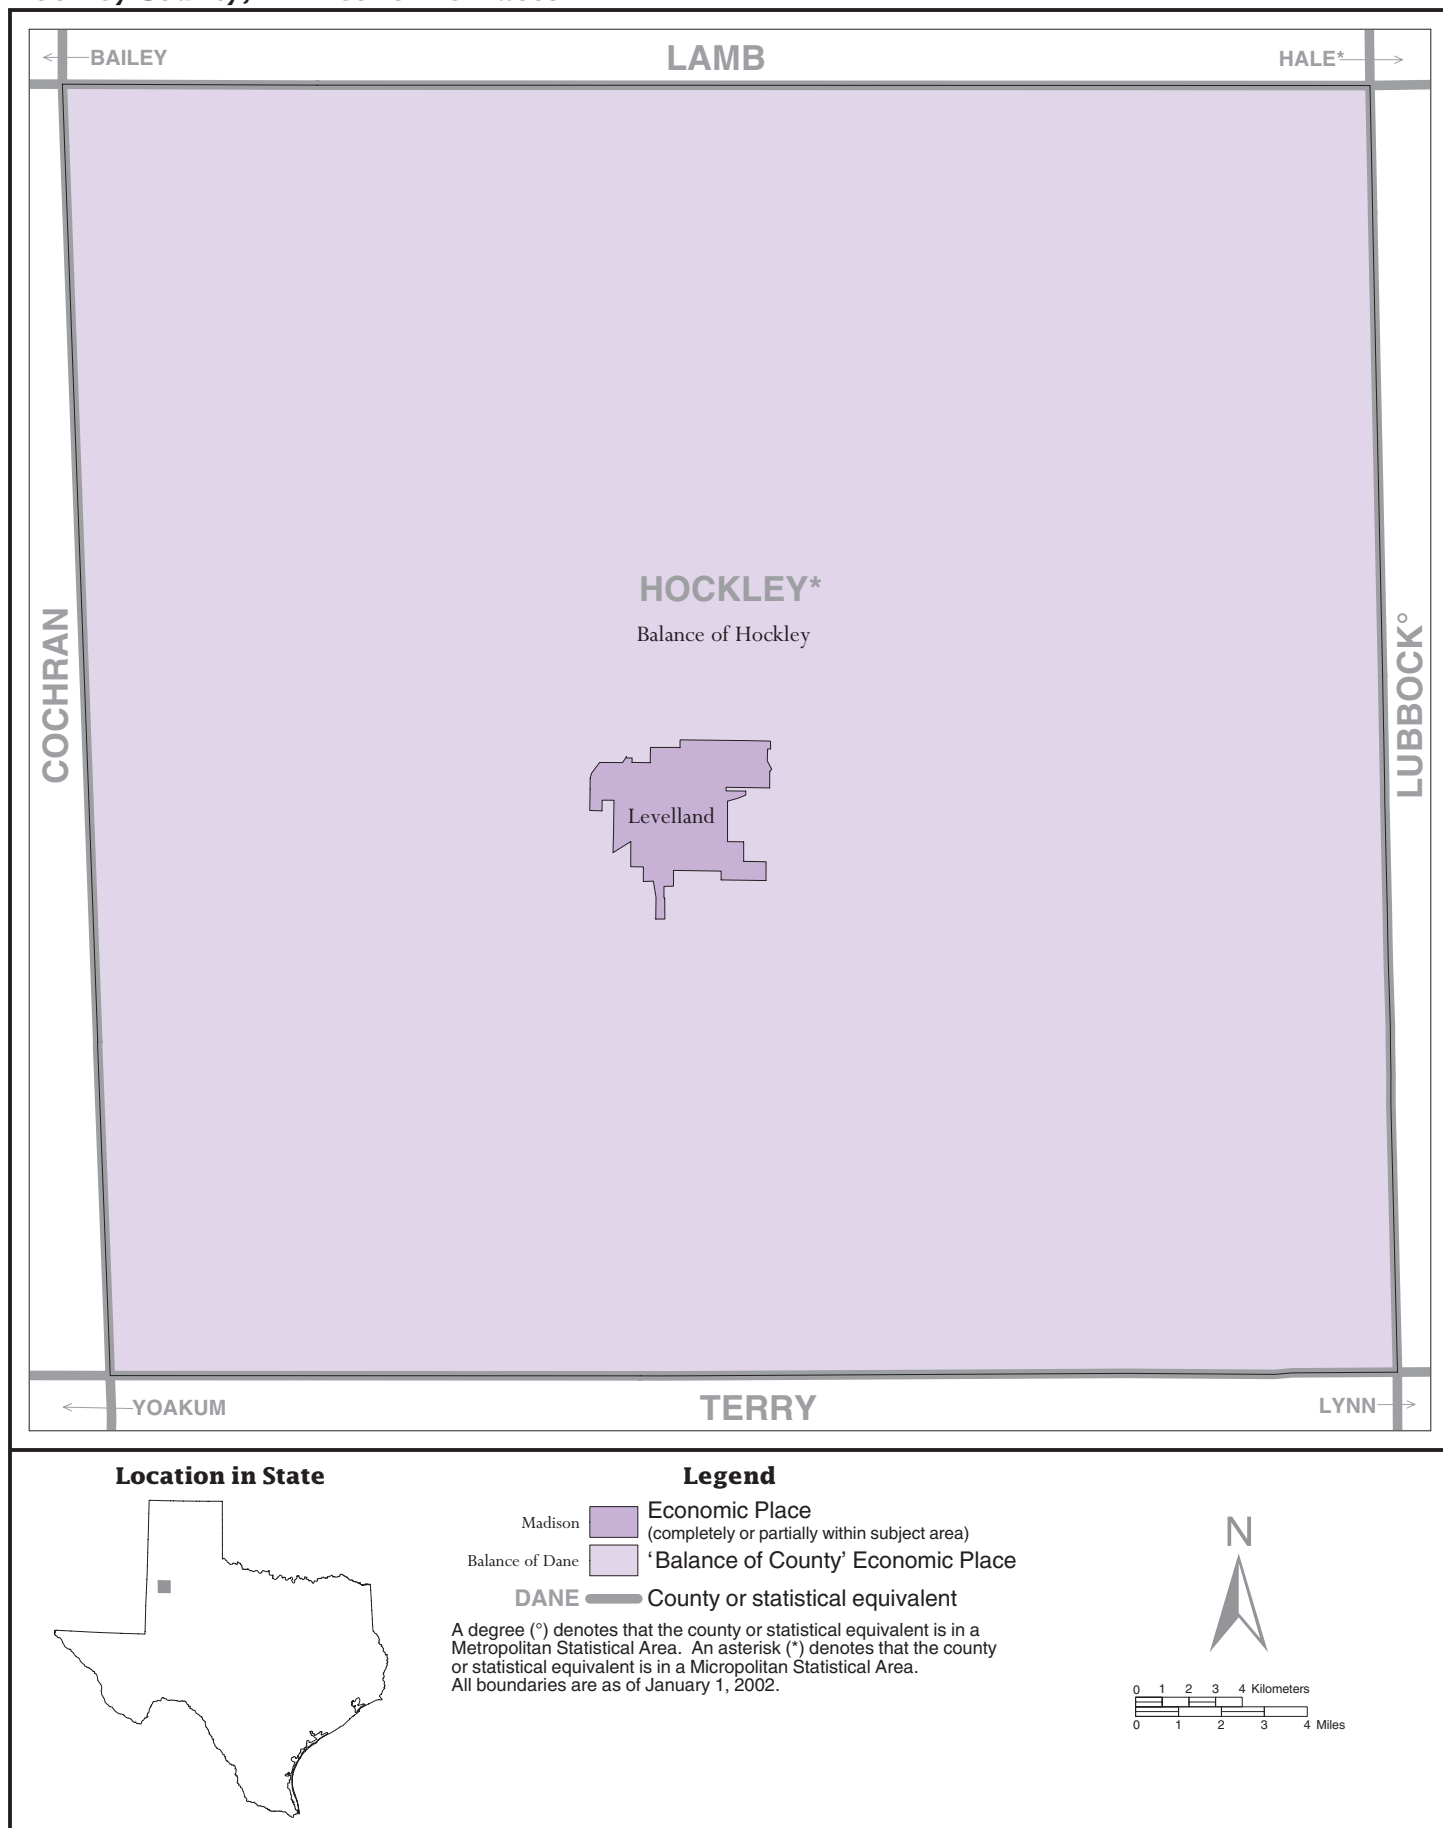 BAILEY
LAMB
HALE*
HOCKLEY*
Balance of Hockley
COCHRAN
LUBBOCK°
Levelland
YOAKUM
TERRY
LYNN
Location in State
Legend
Madison
Economic Place
(completely or partially within subject area)
Balance of Dane
‘Balance of County’ Economic Place
DANE
County or statistical equivalent
A degree (°) denotes that the county or statistical equivalent is in a
Metropolitan Statistical Area. An asterisk (*) denotes that the county
or statistical equivalent is in a Micropolitan Statistical Area.
All boundaries are as of January 1, 2002.
N
0 1 2 3 4 Kilometers
0 1 2 3 4 Miles